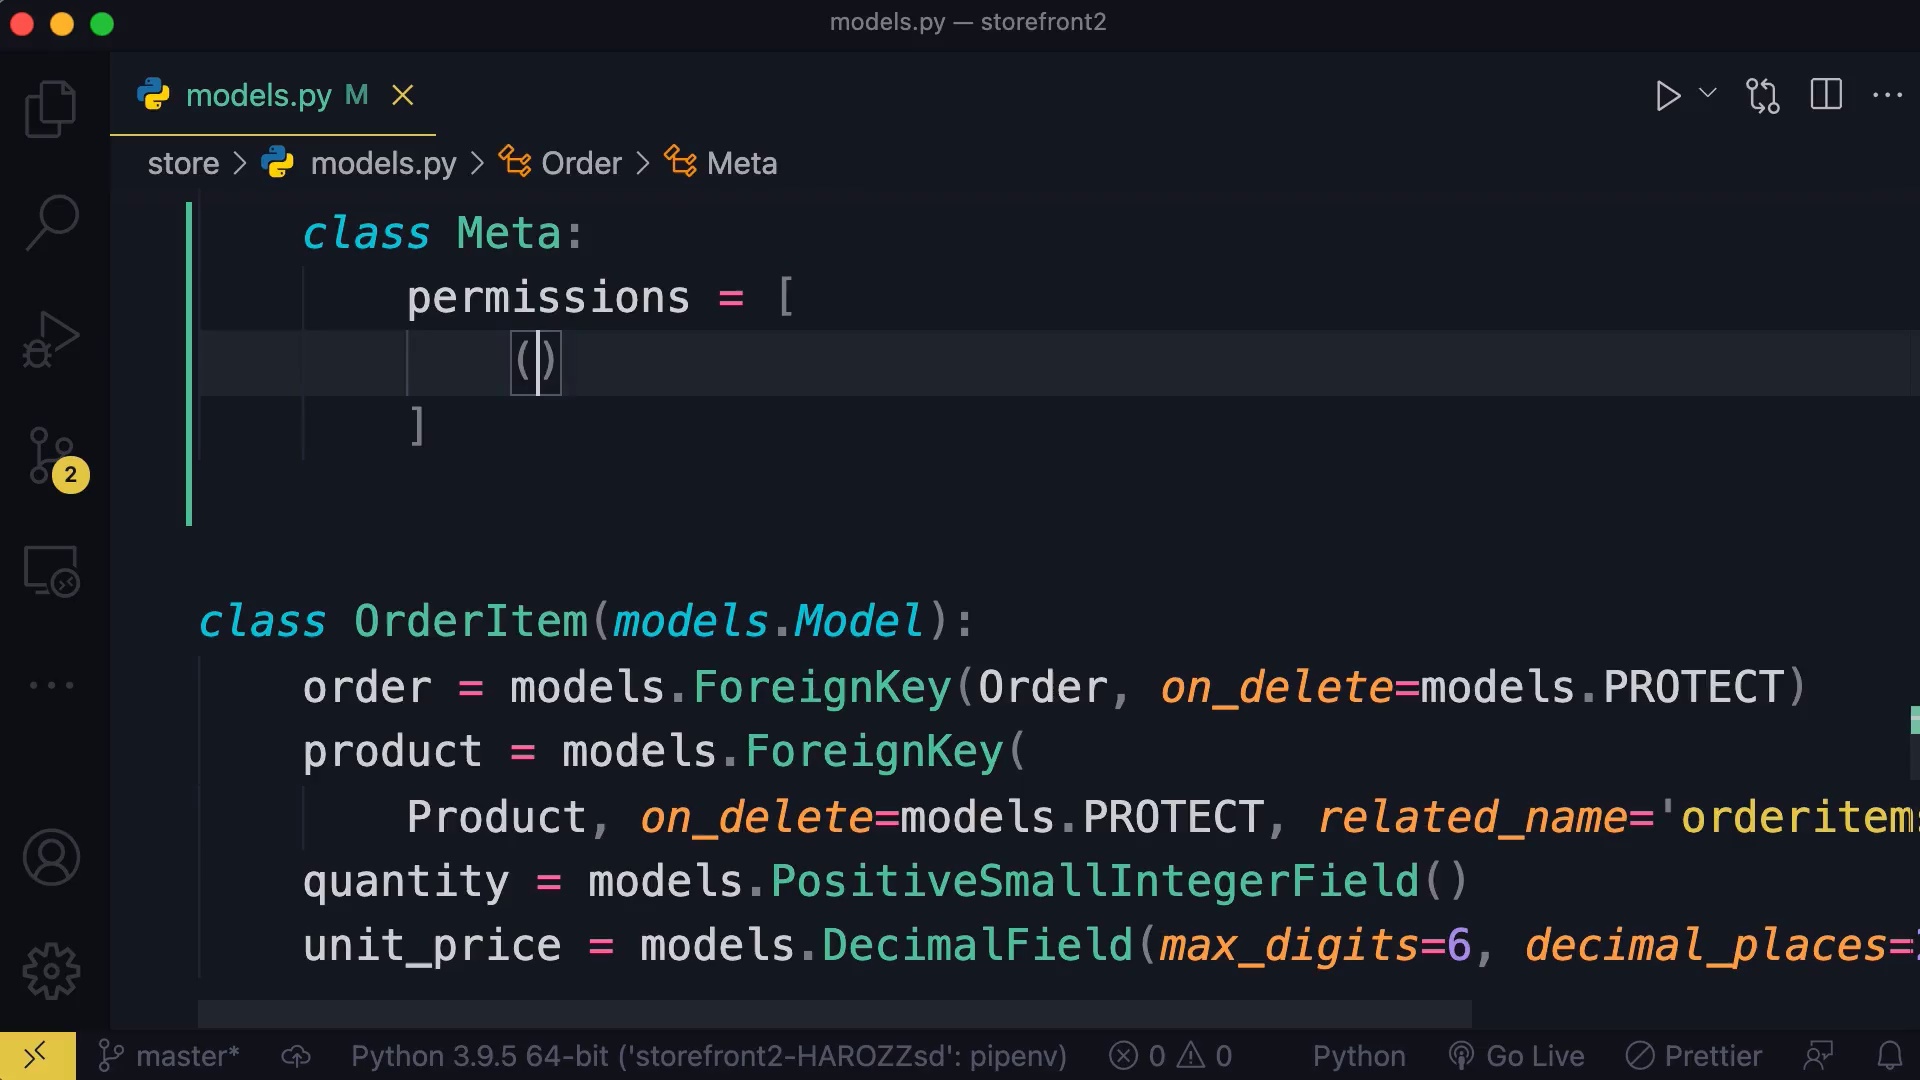 models.py — storefront2
models.py M
store > models.py > Order > Meta
class Meta:
permissions = [
()
]
class OrderItem(models.Model):
order = models.ForeignKey(Order, on_delete=models.PROTECT)
product = models.ForeignKey(
Product, on_delete=models.PROTECT, related_name='orderitem
quantity = models.PositiveSmallIntegerField()
unit_price = models.DecimalField(max_digits=6, decimal_places=
2
master* Python 3.9.5 64-bit ('storefront2-HAROZZsd': pipenv) 0 0 Python Go Live Prettier